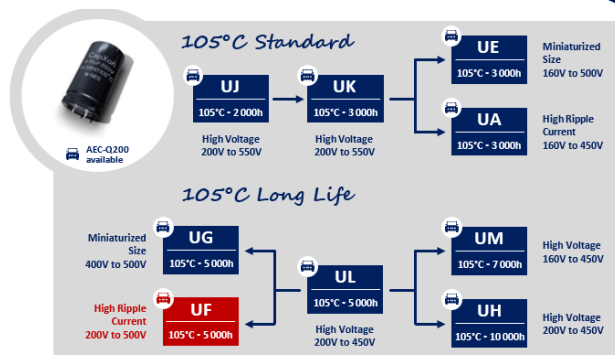 105°C Standard
CapXon
AEC-Q200
available
UJ
105°C - 2 000h
High Voltage
200V to 550V
UK
105°C - 3 000h
High Voltage
200V to 550V
UE
105°C - 3 000h
Miniaturized
Size
160V to 500V
UA
105°C - 3 000h
High Ripple
Current
160V to 450V
105°C Long Life
Miniaturized
Size
400V to 500V
UG
105°C - 5 000h
High Ripple
Current
200V to 500V
UF
105°C - 5 000h
UL
105°C - 5 000h
High Voltage
200V to 450V
UM
105°C - 7 000h
High Voltage
160V to 450V
UH
105°C - 10 000h
High Voltage
200V to 450V